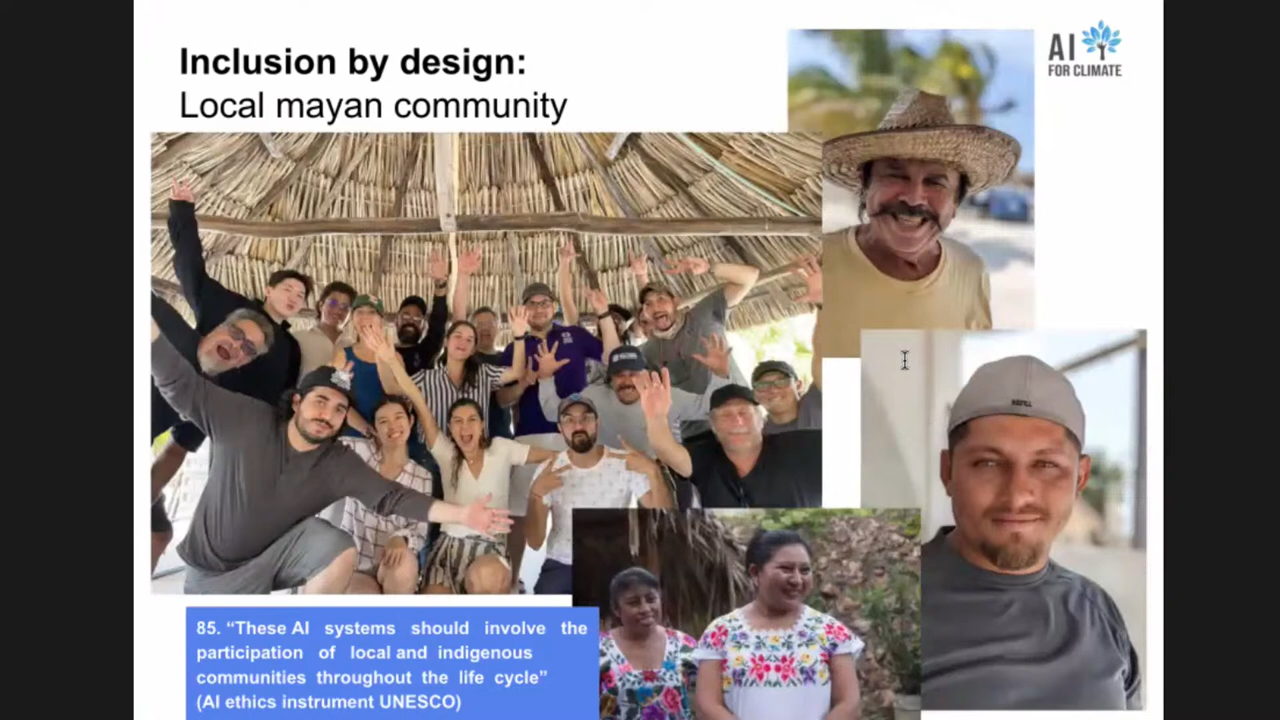 Inclusion by design:
Local mayan community
AI
FOR CLIMATE
85. “These AI systems should involve the
participation of local and indigenous
communities throughout the life cycle”
(AI ethics instrument UNESCO)